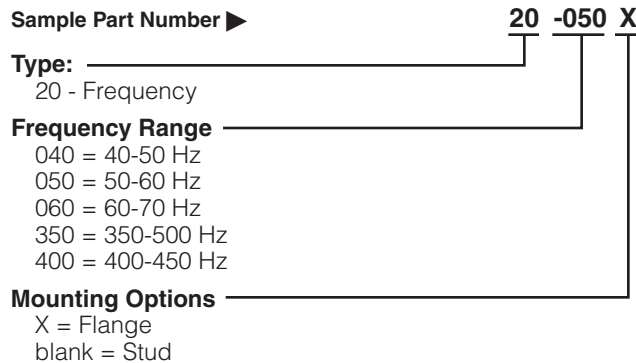 Sample Part Number ▶ 20 -050 X
Type:
20 - Frequency
Frequency Range
040 = 40-50 Hz
050 = 50-60 Hz
060 = 60-70 Hz
350 = 350-500 Hz
400 = 400-450 Hz
Mounting Options
X = Flange
blank = Stud